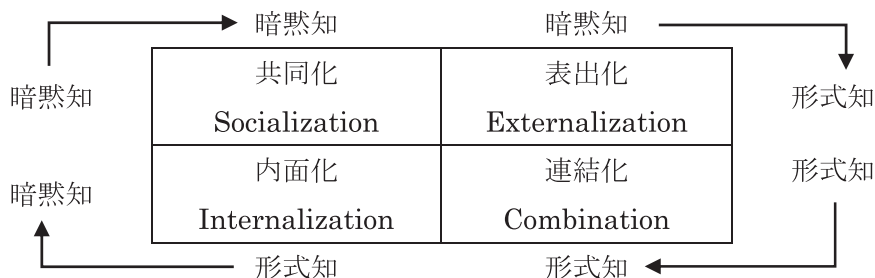 暗黙知 暗黙知
共同化 表出化
暗黙知 形式知
Socialization Externalization
内面化 連結化 形式知
暗黙知
Internalization Combination
形式知 形式知